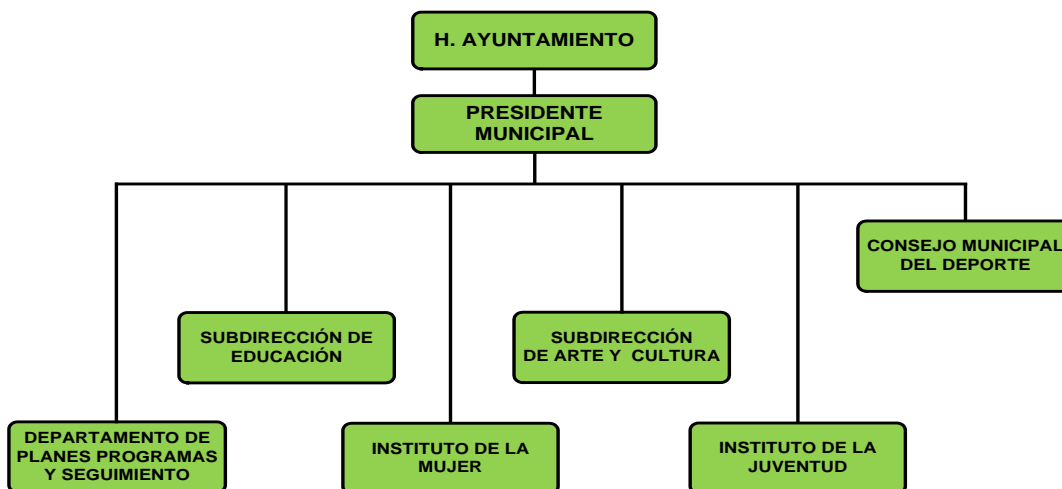 H. AYUNTAMIENTO
PRESIDENTE
MUNICIPAL
CONSEJO MUNICIPAL
DEL DEPORTE
SUBDIRECCIÓN DE
EDUCACIÓN
SUBDIRECCIÓN
DE ARTE Y CULTURA
DEPARTAMENTO DE
PLANES PROGRAMAS
Y SEGUIMIENTO
INSTITUTO DE LA
MUJER
INSTITUTO DE LA
JUVENTUD